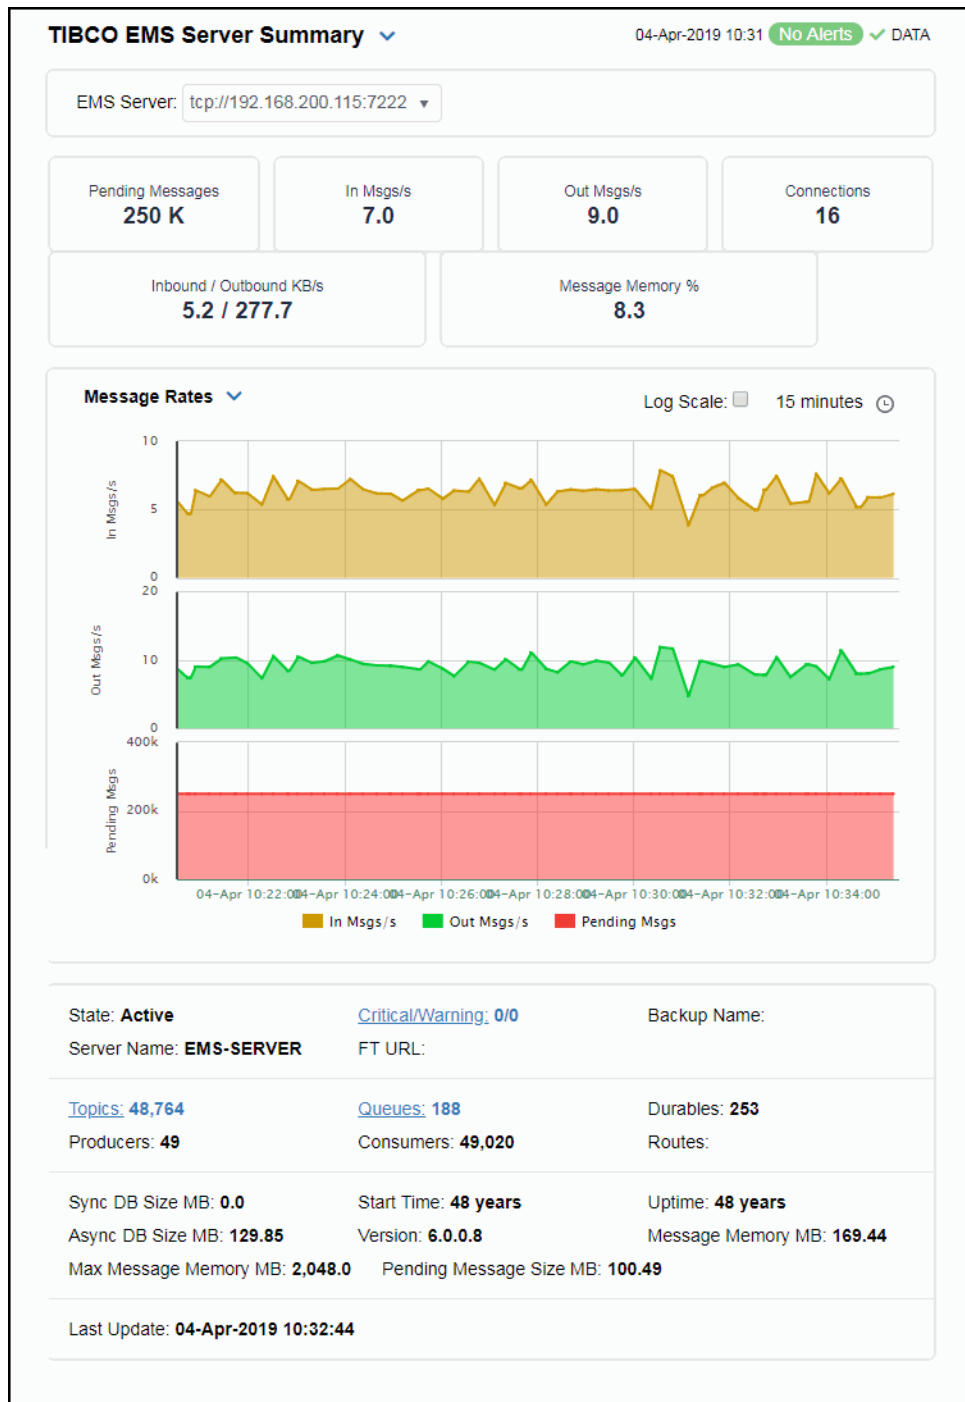 TIBCO EMS Server Summary 04-Apr-2019 10:31 No Alerts DATA
EMS Server: tcp://192.168.200.115:7222
Pending Messages In Msgs/s Out Msgs/s Connections
250 K 7.0 9.0 16
Inbound / Outbound KB/s Message Memory %
5.2 / 277.7 8.3
Message Rates Log Scale: 15 minutes
10
In Msgs/s
5
0
20
Out Msgs/s
10
0
400k
Pending Msgs
200k
0k
04-Apr 10:22:00 04-Apr 10:24:00 04-Apr 10:26:00 04-Apr 10:28:00 04-Apr 10:30:00 04-Apr 10:32:00 04-Apr 10:34:00
In Msgs/s Out Msgs/s Pending Msgs
State: Active Critical/Warning: 0/0 Backup Name:
Server Name: EMS-SERVER FT URL:
Topics: 48,764 Queues: 188 Durables: 253
Producers: 49 Consumers: 49,020 Routes:
Sync DB Size MB: 0.0 Start Time: 48 years Uptime: 48 years
Async DB Size MB: 129.85 Version: 6.0.0.8 Message Memory MB: 169.44
Max Message Memory MB: 2,048.0 Pending Message Size MB: 100.49
Last Update: 04-Apr-2019 10:32:44